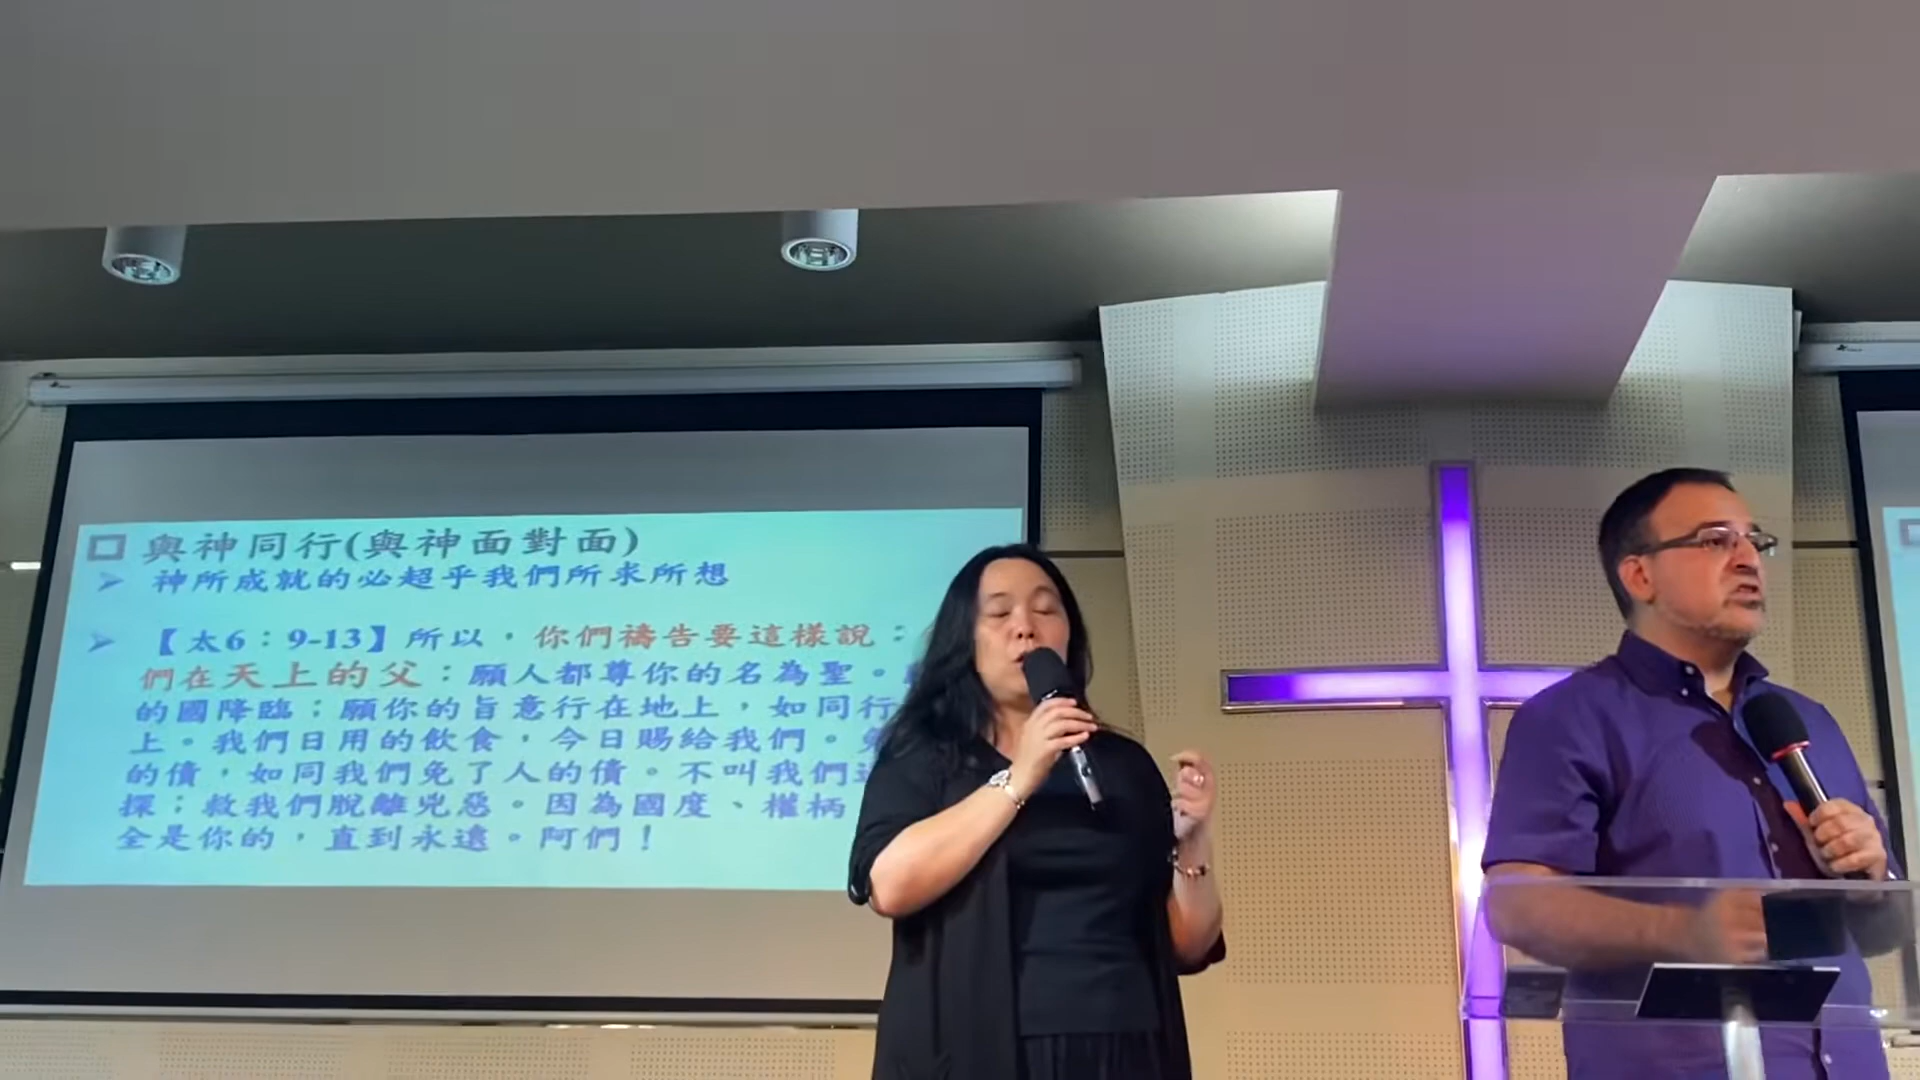 與神同行(與神面對面)
神所成就的必超乎我們所求所想
【太6：9-13】所以，你們禱告要這樣說：
們在天上的父：願人都尊你的名為聖。
的國降臨；願你的旨意行在地上，如同行
上。我們日用的飲食，今日賜給我們。免
的債，如同我們免了人的債。不叫我們
探；救我們脫離兇惡。因為國度、權柄
全是你的，直到永遠。阿們！